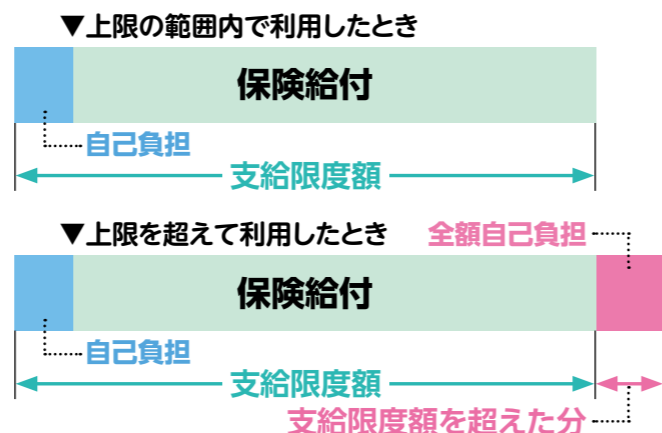 ▼上限の範囲内で利用したとき
保険給付
自己負担
支給限度額
▼上限を超えて利用したとき
全額自己負担
保険給付
自己負担
支給限度額
支給限度額を超えた分